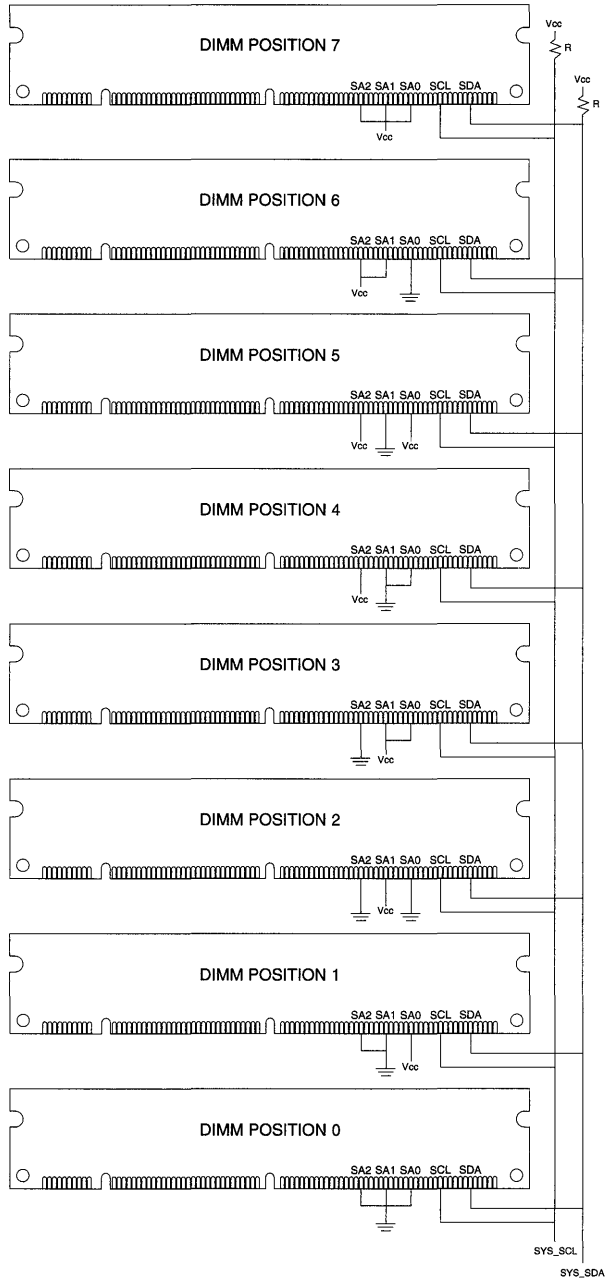 Vcc
R
DIMM POSITION 7
Vcc
R
SA2 SA1 SA0 SCL SDA
Vcc
DIMM POSITION 6
SA2 SA1 SA0 SCL SDA
Vcc
DIMM POSITION 5
SA2 SA1 SA0 SCL SDA
Vcc Vcc
DIMM POSITION 4
SA2 SA1 SA0 SCL SDA
Vcc
DIMM POSITION 3
SA2 SA1 SA0 SCL SDA
Vcc
DIMM POSITION 2
SA2 SA1 SA0 SCL SDA
Vcc
DIMM POSITION 1
SA2 SA1 SA0 SCL SDA
Vcc
DIMM POSITION 0
SA2 SA1 SA0 SCL SDA
SYS_SCL
SYS_SDA